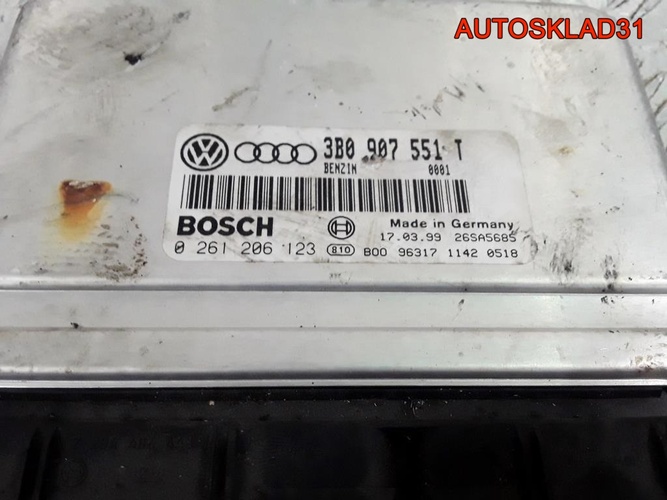 AUTOSKLAD31
3B0 907 551 T
BENZIN 0001
BOSCH
Made in Germany
17.03.99 26SA5685
0 261 206 123 810 B00 96317 1142 0518